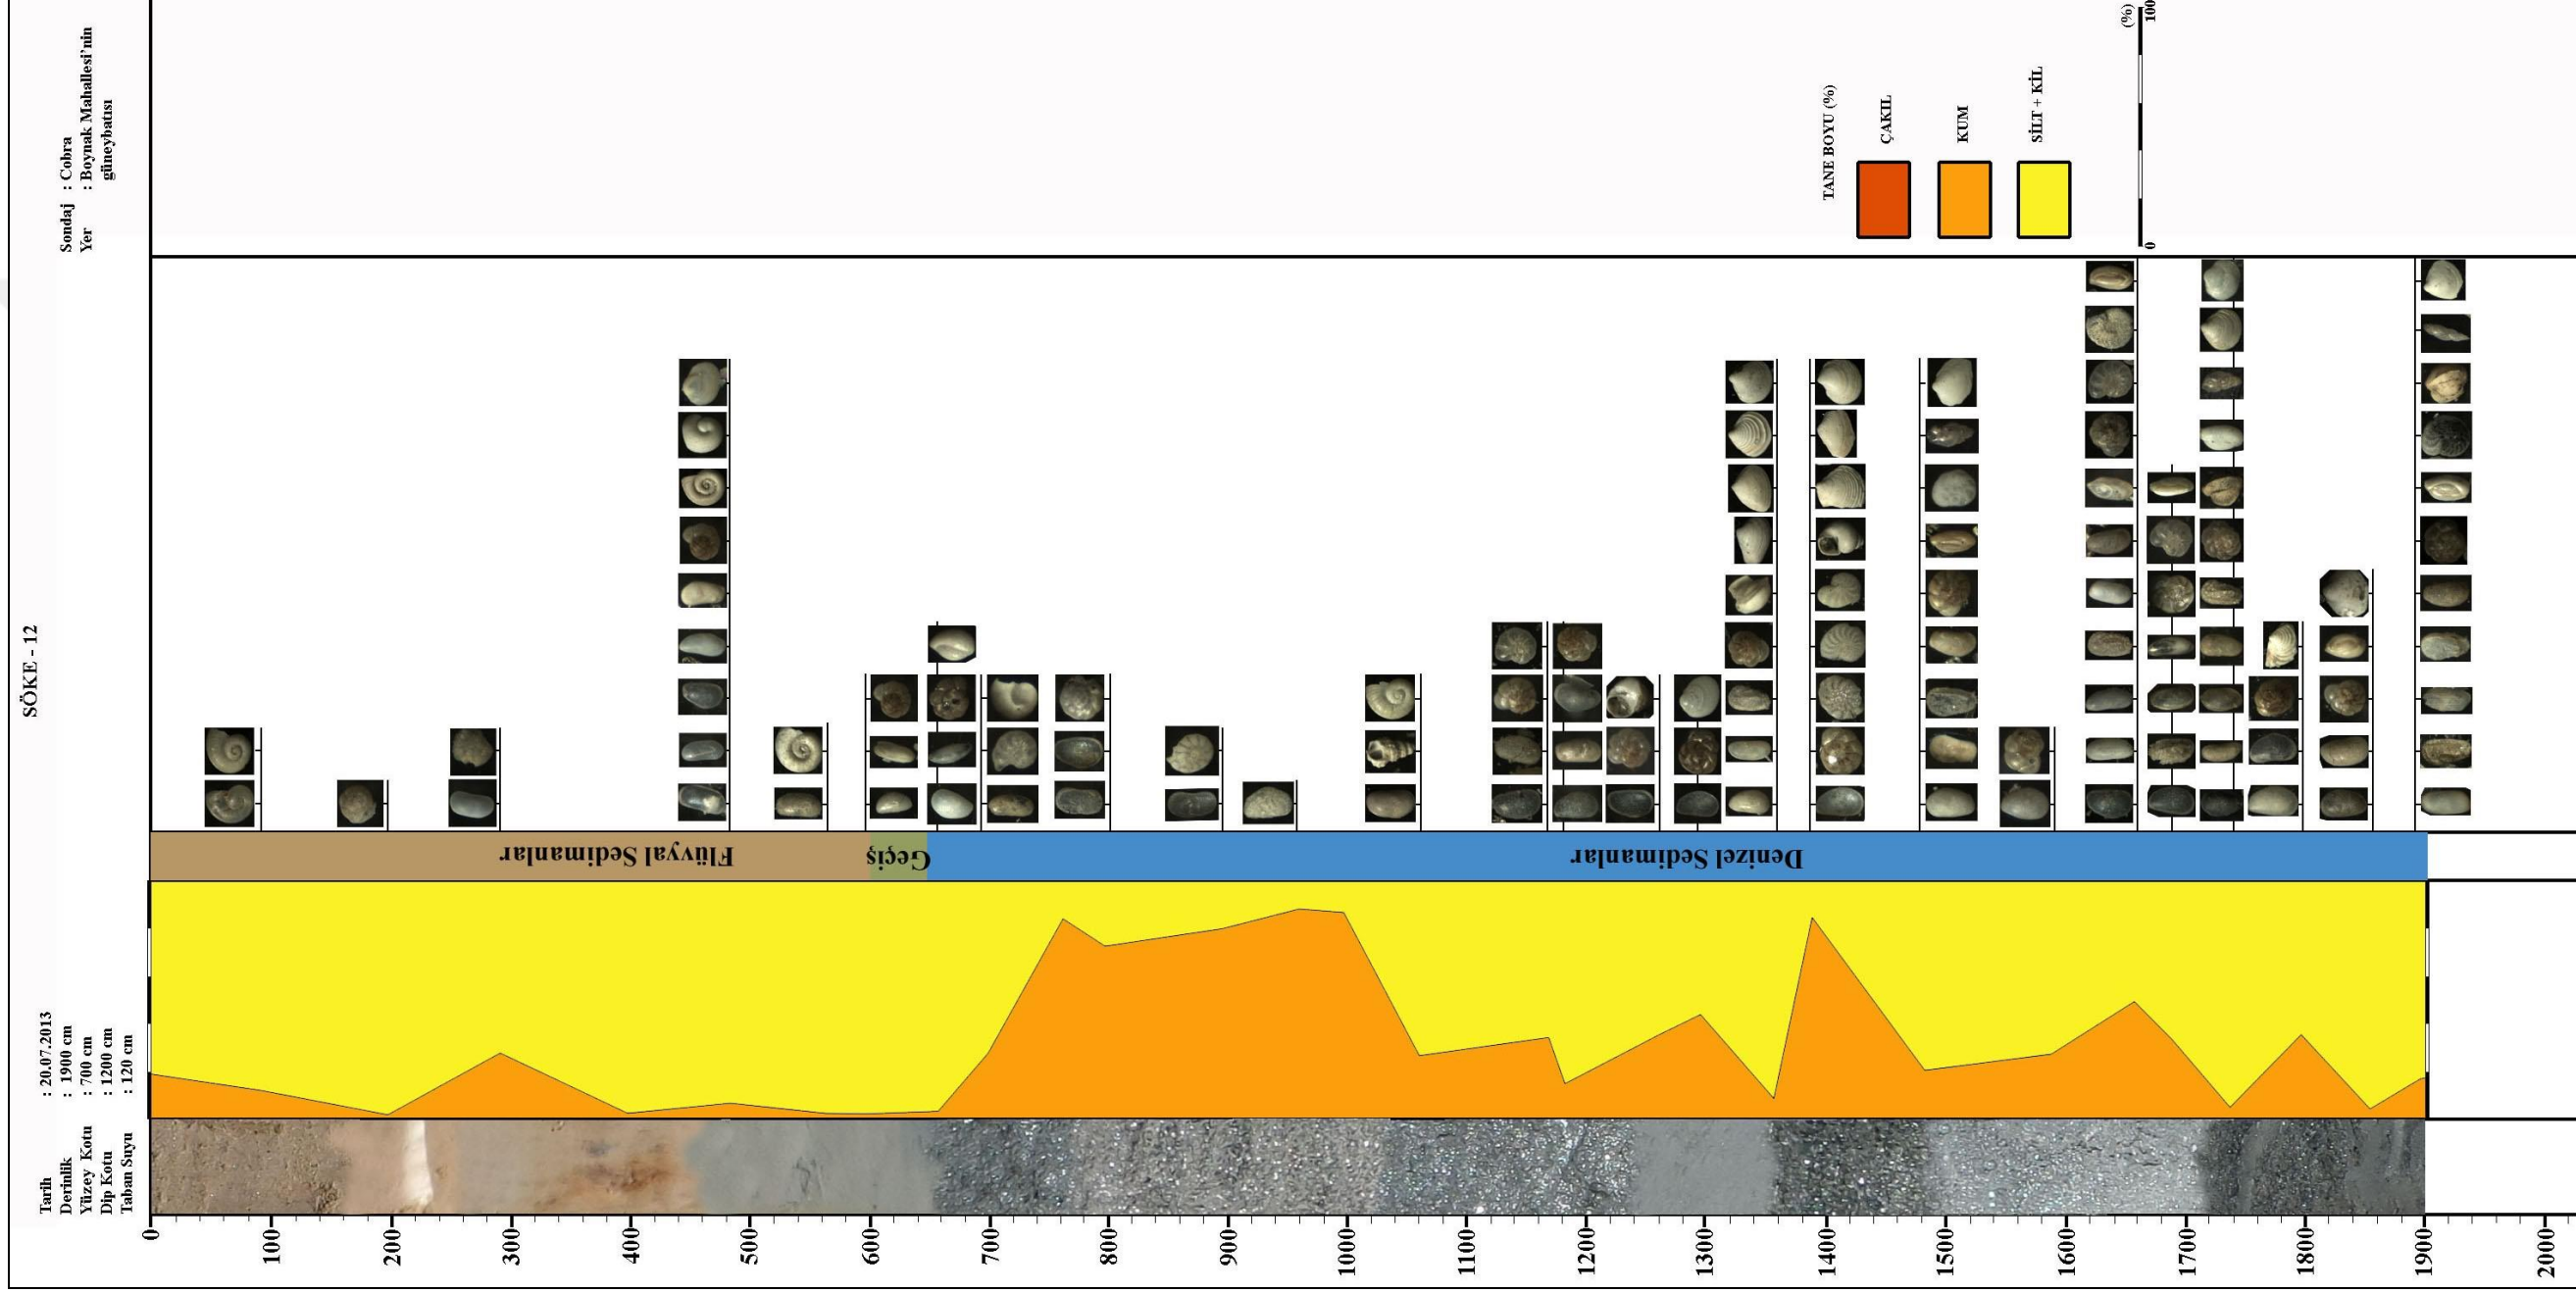 SÖKE - 12
Tarih : 20.07.2013
Derinlik : 1900 cm
Yüzey Kotu : 700 cm
Dip Kotu : 1200 cm
Taban Suyu : 120 cm
Sondaj : Cobra
Yer : Boynak Mahallesi'nin
güneybatısı
Flüvyal Sedimanlar
Geçiş
Denizel Sedimanlar
TANE BOYU (%)
ÇAKIL
KUM
SİLT + KİL
(%)
0
100
0
100
200
300
400
500
600
700
800
900
1000
1100
1200
1300
1400
1500
1600
1700
1800
1900
2000